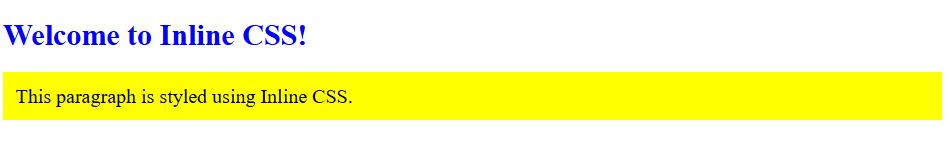 Welcome to Inline CSS!
This paragraph is styled using Inline CSS.